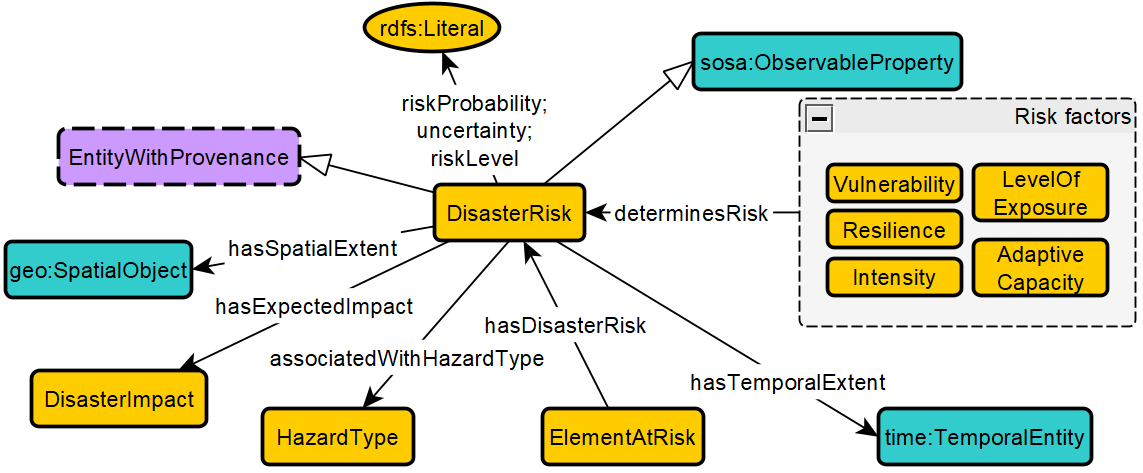 rdfs:Literal
sosa:ObservableProperty
riskProbability;
uncertainty;
riskLevel
Risk factors
EntityWithProvenance
Vulnerability
LevelOf
Exposure
DisasterRisk
determinesRisk
Resilience
hasSpatialExtent
geo:SpatialObject
Adaptive
Capacity
Intensity
hasExpectedImpact
hasDisasterRisk
associatedWithHazardType
hasTemporalExtent
DisasterImpact
HazardType
ElementAtRisk
time:TemporalEntity